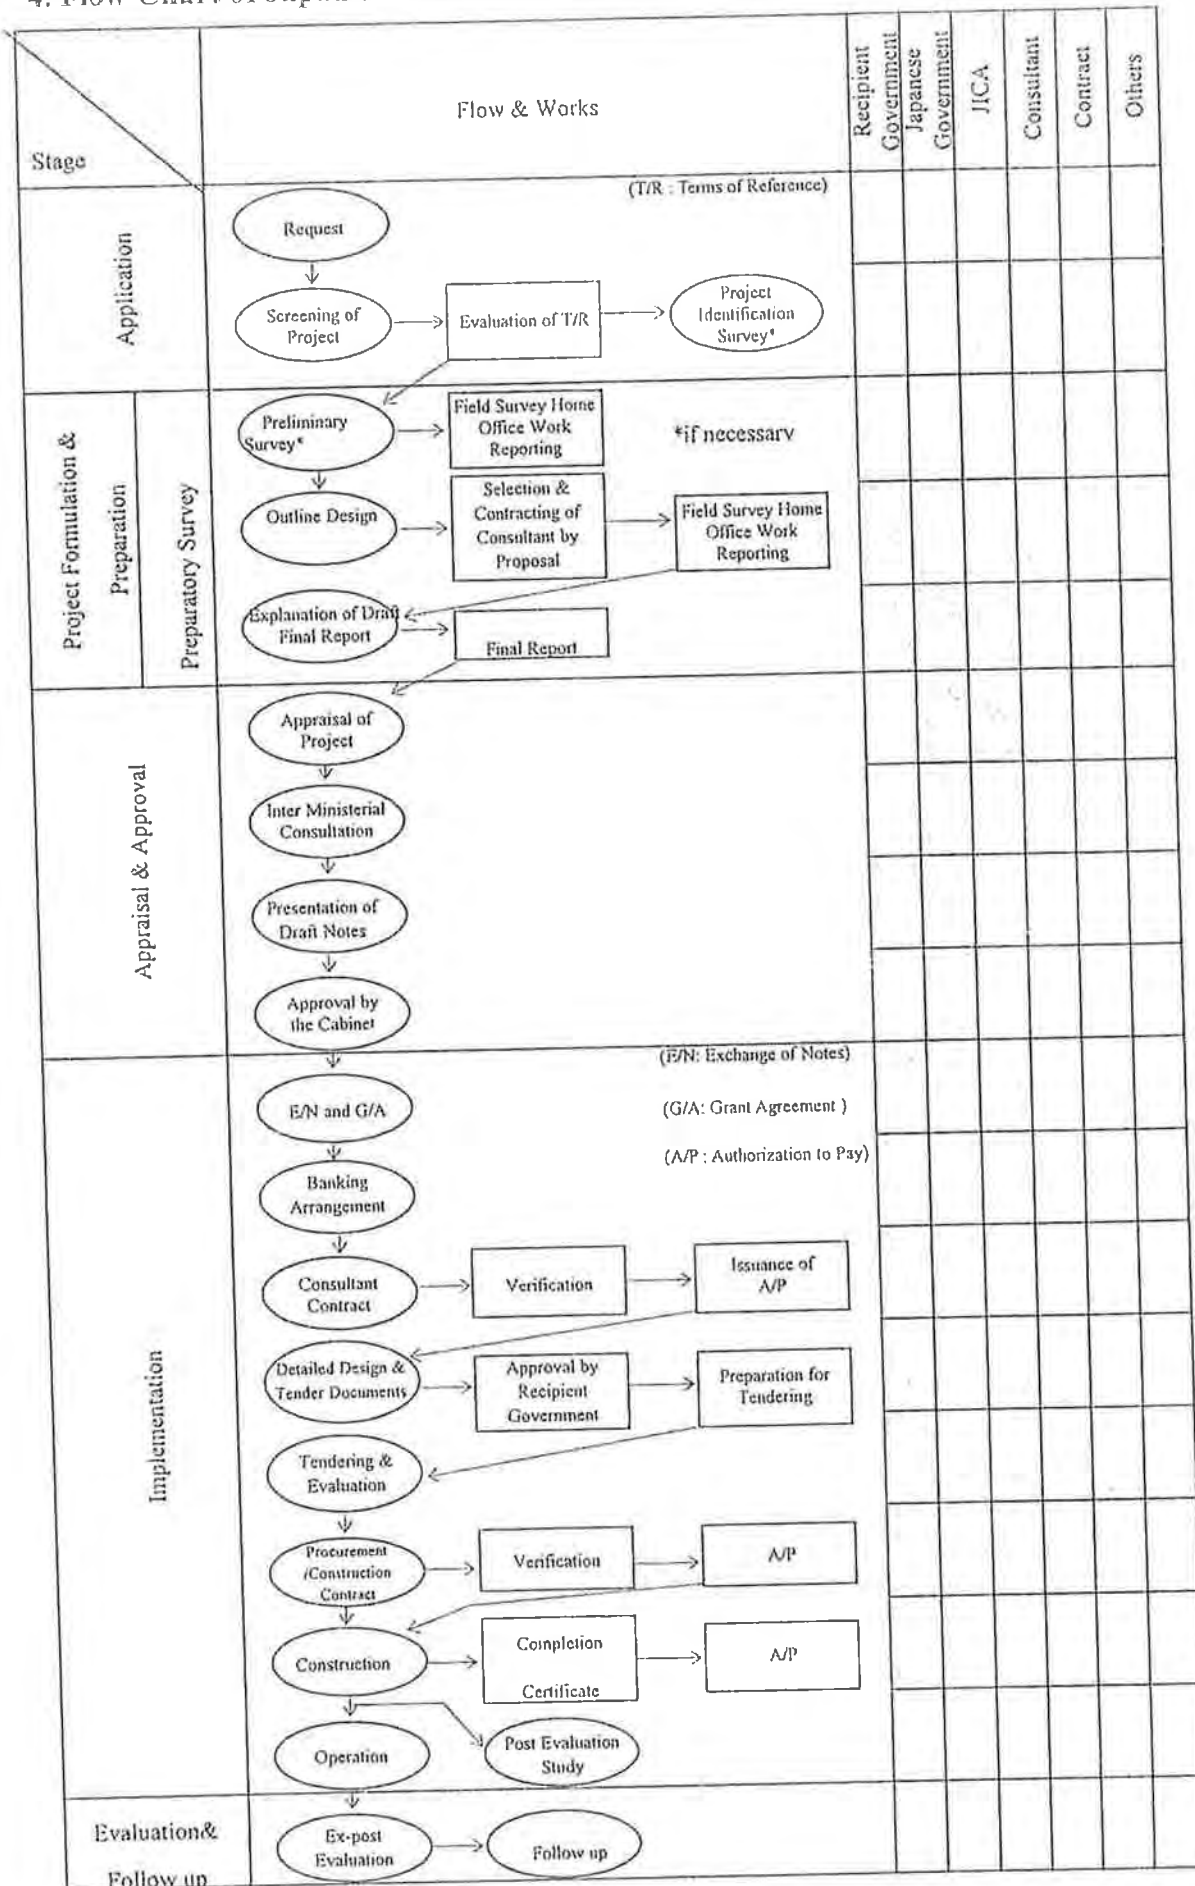 4. Flow Chart of
Stage
Flow & Works
Recipient
Government
Japanese
Government
JICA
Consultant
Contract
Others
Application
(T/R : Terms of Reference)
Request
Screening of
Project
Evaluation of T/R
Project
Identification
Survey*
Project Formulation &
Preparation
Preparatory Survey
Preliminary
Survey*
Field Survey Home
Office Work
Reporting
*if necessary
Outline Design
Selection &
Contracting of
Consultant by
Proposal
Field Survey Home
Office Work
Reporting
Explanation of Draft
Final Report
Final Report
Appraisal & Approval
Appraisal of
Project
Inter Ministerial
Consultation
Presentation of
Draft Notes
Approval by
the Cabinet
Implementation
(E/N: Exchange of Notes)
E/N and G/A
(G/A: Grant Agreement )
(A/P : Authorization to Pay)
Banking
Arrangement
Consultant
Contract
Verification
Issuance of
A/P
Detailed Design &
Tender Documents
Approval by
Recipient
Government
Preparation for
Tendering
Tendering &
Evaluation
Procurement
/Construction
Contract
Verification
A/P
Construction
Completion
Certificate
A/P
Operation
Post Evaluation
Study
Evaluation&
Follow up
Ex-post
Evaluation
Follow up